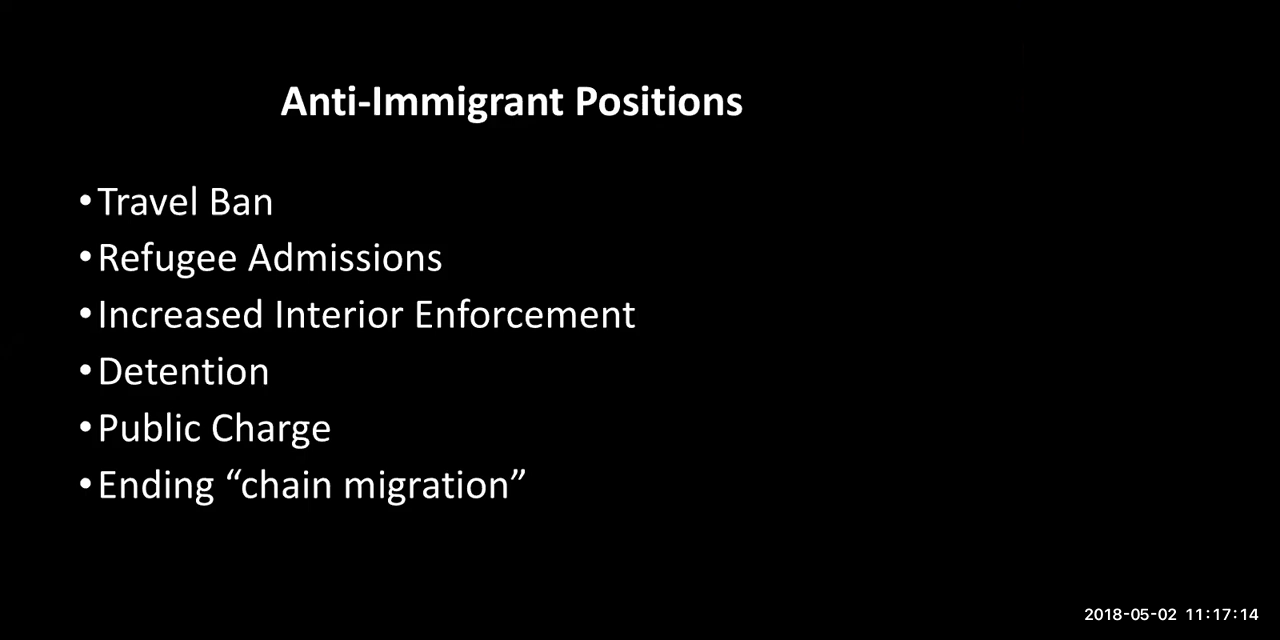 Anti-Immigrant Positions
•Travel Ban
•Refugee Admissions
•Increased Interior Enforcement
•Detention
•Public Charge
•Ending “chain migration”
2018-05-02 11:17:14